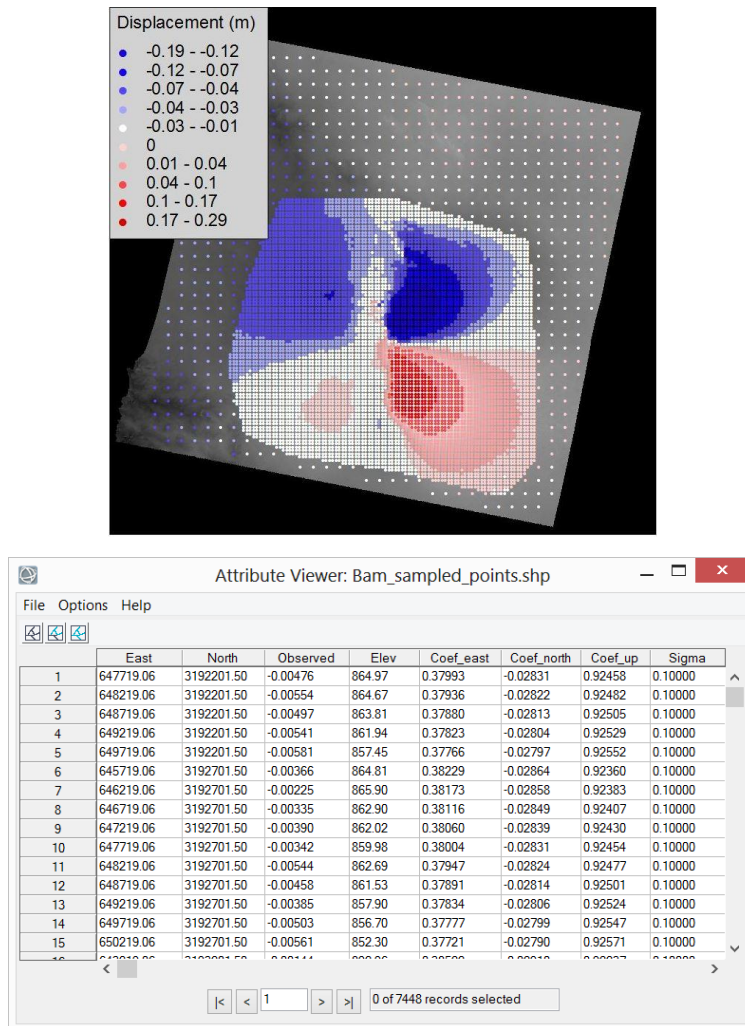 Displacement (m)
-0.19 - -0.12
-0.12 - -0.07
-0.07 - -0.04
-0.04 - -0.03
-0.03 - -0.01
0
0.01 - 0.04
0.04 - 0.1
0.1 - 0.17
0.17 - 0.29
Attribute Viewer: Bam_sampled_points.shp
File Options Help
East North Observed Elev Coef_east Coef_north Coef_up Sigma
1 647719.06 3192201.50 -0.00476 864.97 0.37993 -0.02831 0.92458 0.10000
2 648219.06 3192201.50 -0.00554 864.67 0.37936 -0.02822 0.92482 0.10000
3 648719.06 3192201.50 -0.00497 863.81 0.37880 -0.02813 0.92505 0.10000
4 649219.06 3192201.50 -0.00541 861.94 0.37823 -0.02804 0.92529 0.10000
5 649719.06 3192201.50 -0.00581 857.45 0.37766 -0.02797 0.92552 0.10000
6 645719.06 3192701.50 -0.00366 864.81 0.38229 -0.02864 0.92360 0.10000
7 646219.06 3192701.50 -0.00225 865.90 0.38173 -0.02858 0.92383 0.10000
8 646719.06 3192701.50 -0.00335 862.90 0.38116 -0.02849 0.92407 0.10000
9 647219.06 3192701.50 -0.00390 862.02 0.38060 -0.02839 0.92430 0.10000
10 647719.06 3192701.50 -0.00342 859.98 0.38004 -0.02831 0.92454 0.10000
11 648219.06 3192701.50 -0.00544 862.69 0.37947 -0.02824 0.92477 0.10000
12 648719.06 3192701.50 -0.00458 861.53 0.37891 -0.02814 0.92501 0.10000
13 649219.06 3192701.50 -0.00385 857.90 0.37834 -0.02806 0.92524 0.10000
14 649719.06 3192701.50 -0.00503 856.70 0.37777 -0.02799 0.92547 0.10000
15 650219.06 3192701.50 -0.00561 852.30 0.37721 -0.02790 0.92571 0.10000
|< < 1 > >| 0 of 7448 records selected